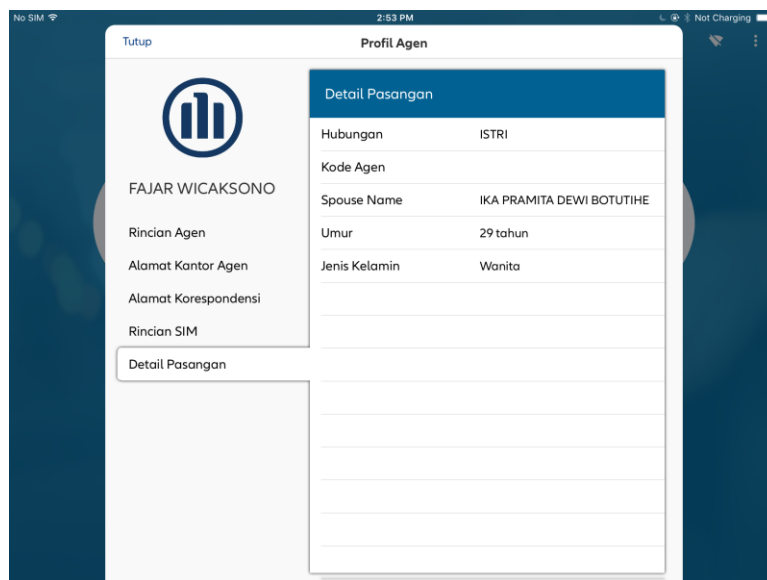 No SIM 2:53 PM Not Charging
Tutup Profil Agen
FAJAR WICAKSONO
Rincian Agen
Alamat Kantor Agen
Alamat Korespondensi
Rincian SIM
Detail Pasangan
Detail Pasangan
Hubungan ISTRI
Kode Agen
Spouse Name IKA PRAMITA DEWI BOTUTIHE
Umur 29 tahun
Jenis Kelamin Wanita